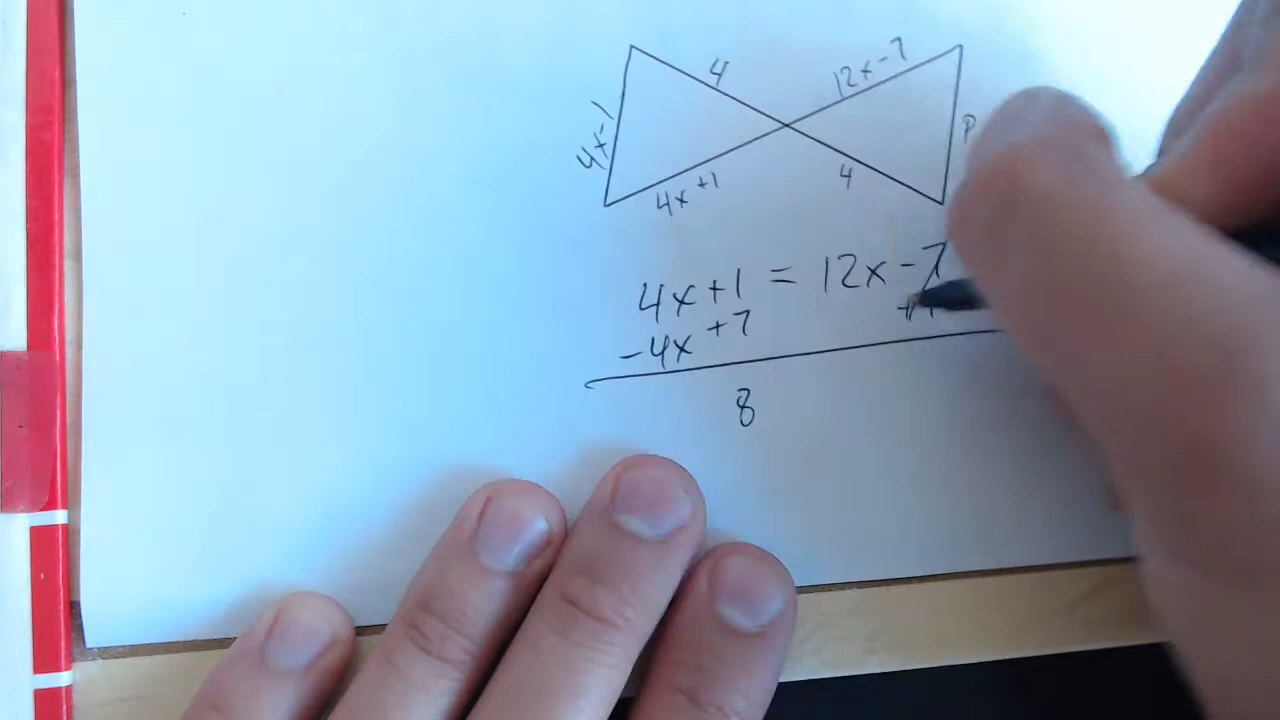 4 12x-7
4x-1 P
4x+1 4
4x+1 = 12x-7
-4x +7
8